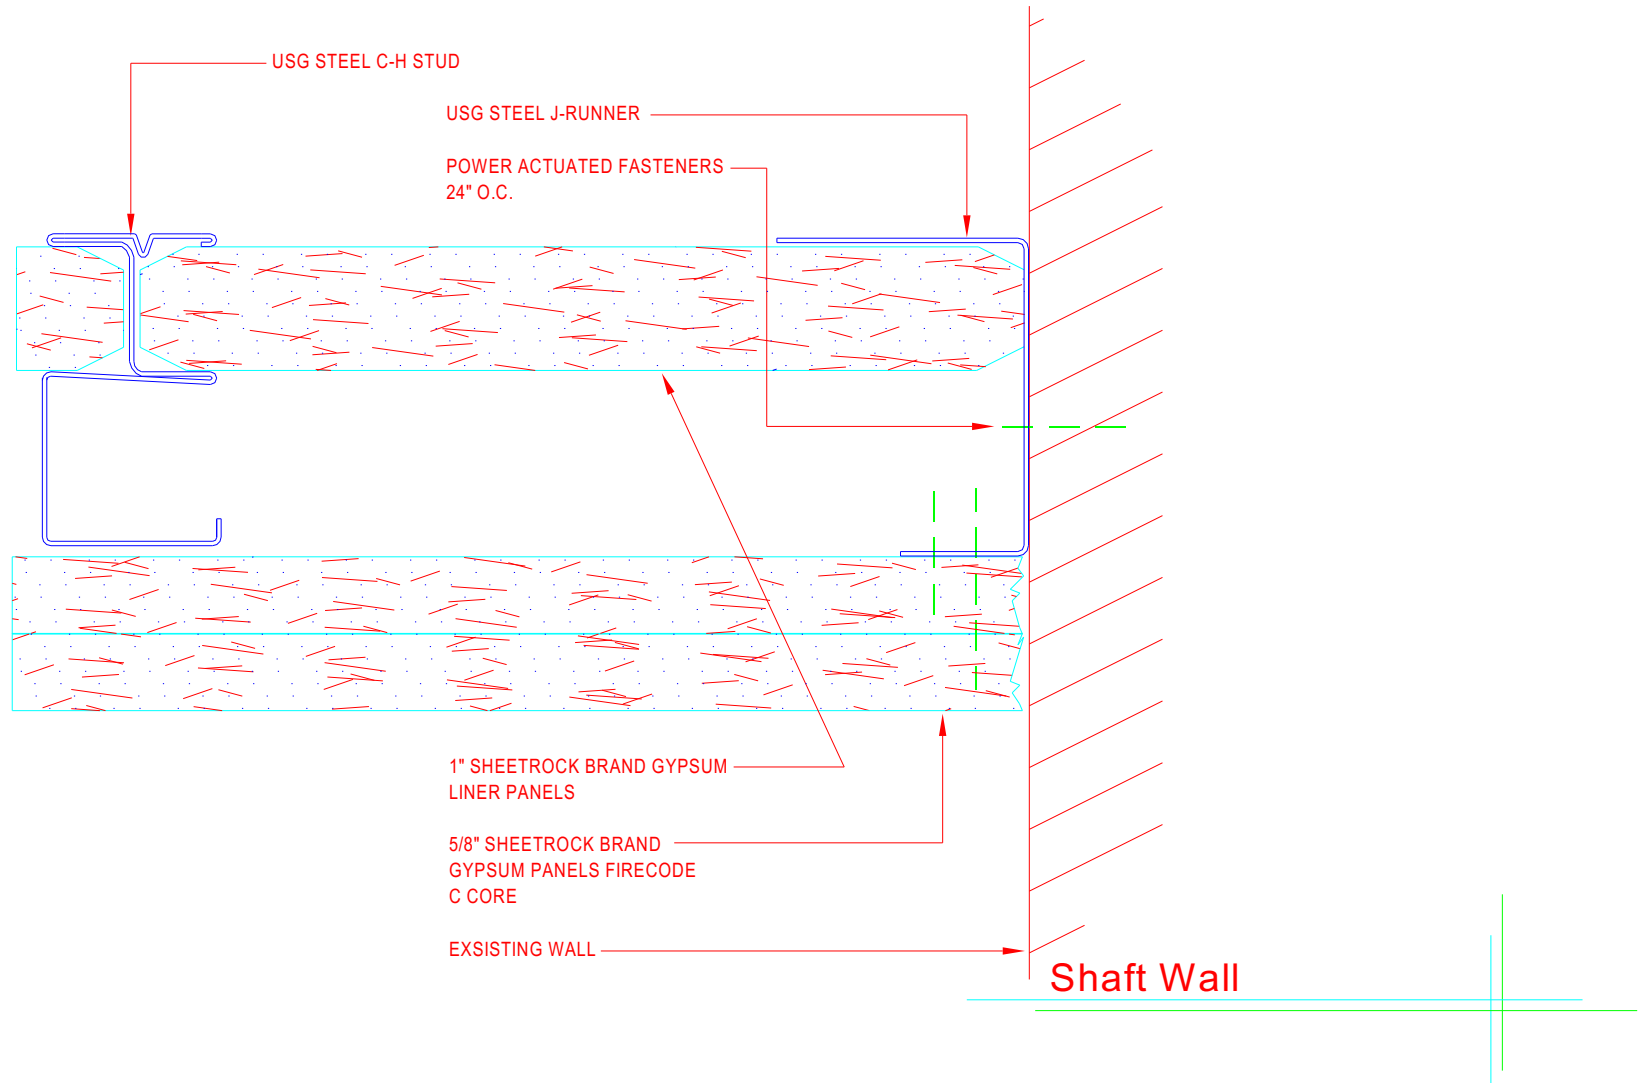 USG STEEL C-H STUD
USG STEEL J-RUNNER
POWER ACTUATED FASTENERS
24" O.C.
1" SHEETROCK BRAND GYPSUM
LINER PANELS
5/8" SHEETROCK BRAND
GYPSUM PANELS FIRECODE
C CORE
EXSISTING WALL
Shaft Wall